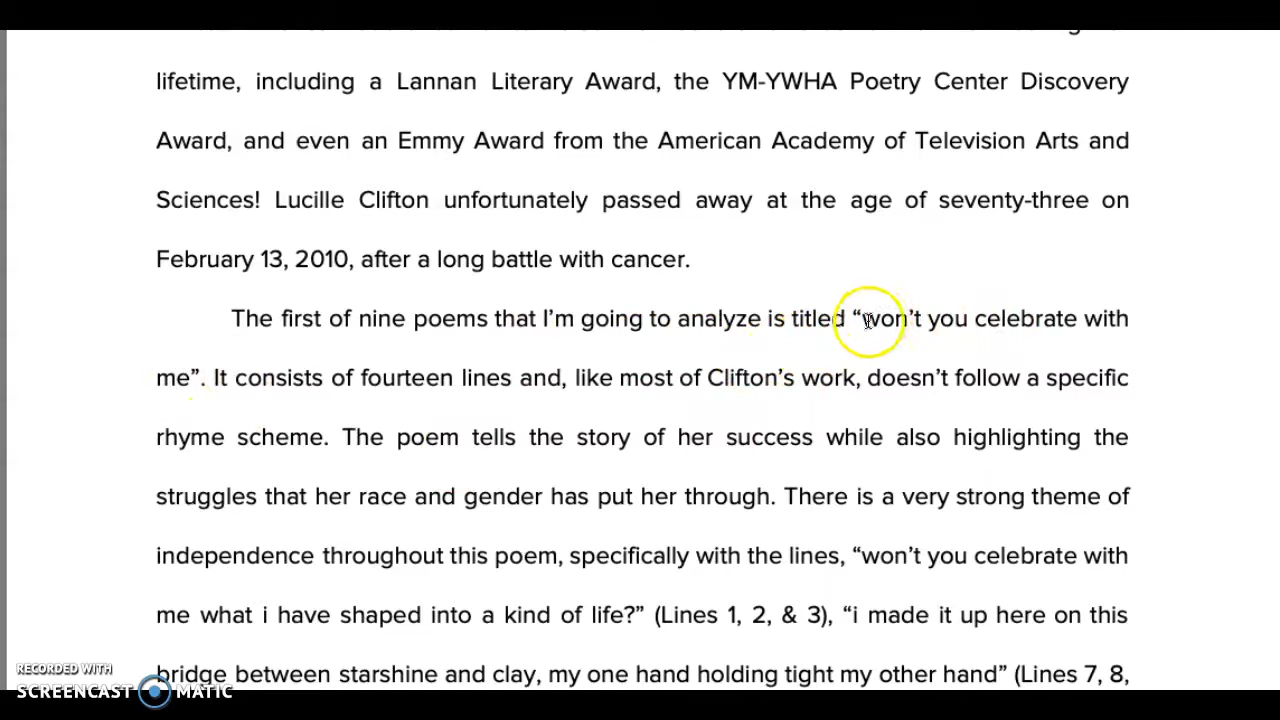 lifetime, including a Lannan Literary Award, the YM-YWHA Poetry Center Discovery
Award, and even an Emmy Award from the American Academy of Television Arts and
Sciences! Lucille Clifton unfortunately passed away at the age of seventy-three on
February 13, 2010, after a long battle with cancer.
The first of nine poems that I’m going to analyze is titled “won’t you celebrate with
me”. It consists of fourteen lines and, like most of Clifton’s work, doesn’t follow a specific
rhyme scheme. The poem tells the story of her success while also highlighting the
struggles that her race and gender has put her through. There is a very strong theme of
independence throughout this poem, specifically with the lines, “won’t you celebrate with
me what i have shaped into a kind of life?” (Lines 1, 2, & 3), “i made it up here on this
bridge between starshine and clay, my one hand holding tight my other hand” (Lines 7, 8,
RECORDED WITH
SCREENCAST MATIC